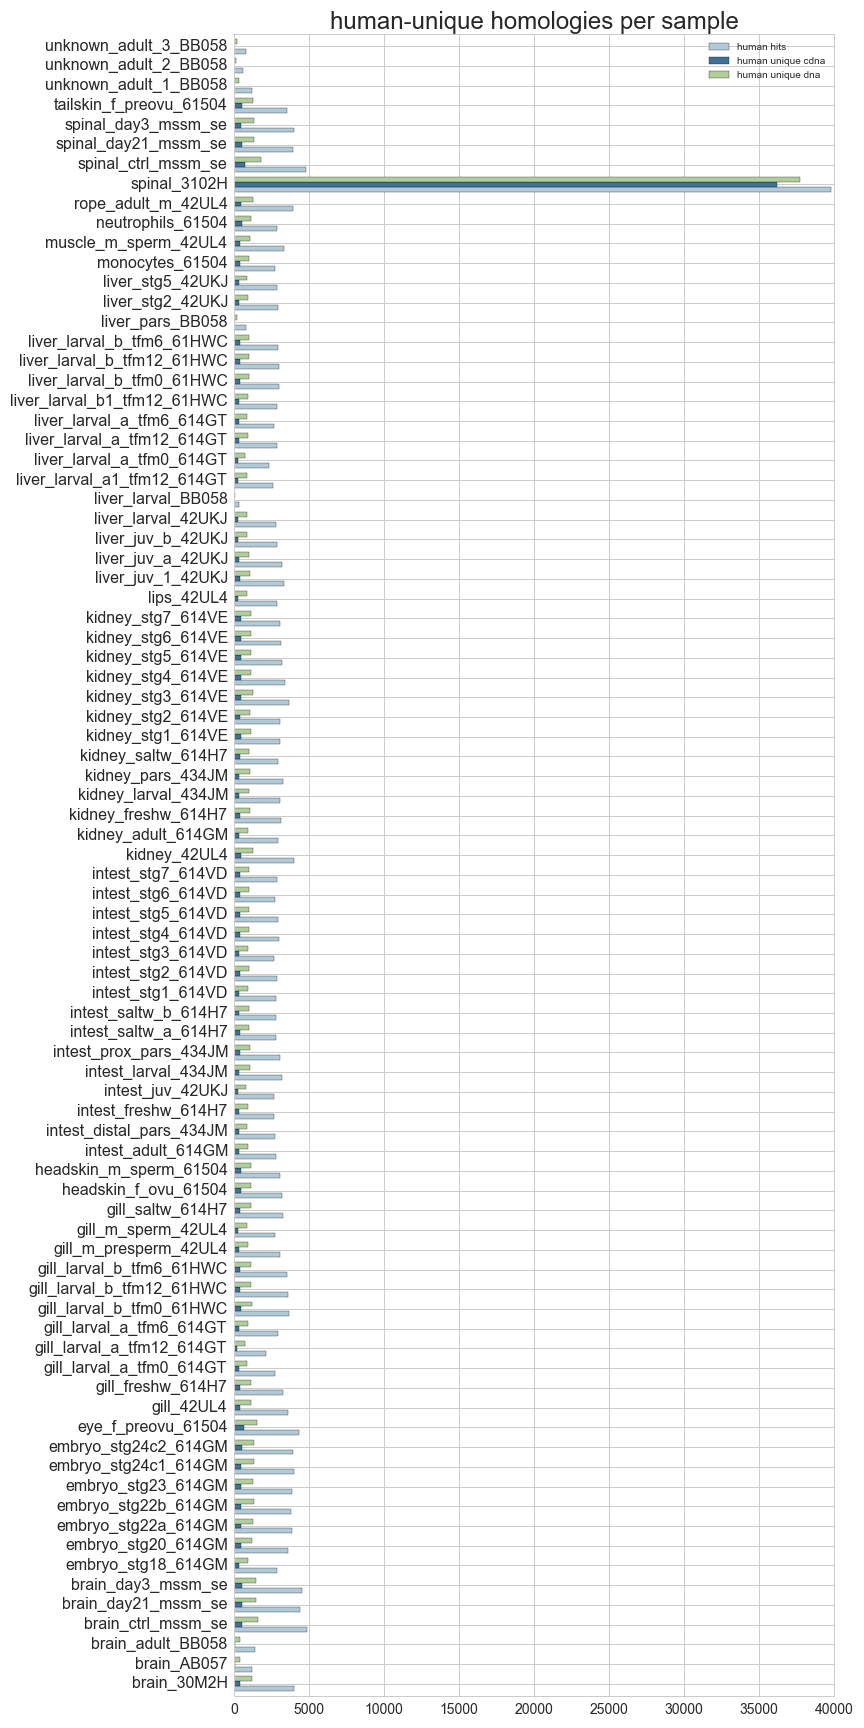 human-unique homologies per sample
human hits
human unique cdna
human unique dna
unknown_adult_3_BB058
unknown_adult_2_BB058
unknown_adult_1_BB058
tailskin_f_preovu_61504
spinal_day3_mssm_se
spinal_day21_mssm_se
spinal_ctrl_mssm_se
spinal_3102H
rope_adult_m_42UL4
neutrophils_61504
muscle_m_sperm_42UL4
monocytes_61504
liver_stg5_42UKJ
liver_stg2_42UKJ
liver_pars_BB058
liver_larval_b_tfm6_61HWC
liver_larval_b_tfm12_61HWC
liver_larval_b_tfm0_61HWC
liver_larval_b1_tfm12_61HWC
liver_larval_a_tfm6_614GT
liver_larval_a_tfm12_614GT
liver_larval_a_tfm0_614GT
liver_larval_a1_tfm12_614GT
liver_larval_BB058
liver_larval_42UKJ
liver_juv_b_42UKJ
liver_juv_a_42UKJ
liver_juv_1_42UKJ
lips_42UL4
kidney_stg7_614VE
kidney_stg6_614VE
kidney_stg5_614VE
kidney_stg4_614VE
kidney_stg3_614VE
kidney_stg2_614VE
kidney_stg1_614VE
kidney_saltw_614H7
kidney_pars_434JM
kidney_larval_434JM
kidney_freshw_614H7
kidney_adult_614GM
kidney_42UL4
intest_stg7_614VD
intest_stg6_614VD
intest_stg5_614VD
intest_stg4_614VD
intest_stg3_614VD
intest_stg2_614VD
intest_stg1_614VD
intest_saltw_b_614H7
intest_saltw_a_614H7
intest_prox_pars_434JM
intest_larval_434JM
intest_juv_42UKJ
intest_freshw_614H7
intest_distal_pars_434JM
intest_adult_614GM
headskin_m_sperm_61504
headskin_f_ovu_61504
gill_saltw_614H7
gill_m_sperm_42UL4
gill_m_presperm_42UL4
gill_larval_b_tfm6_61HWC
gill_larval_b_tfm12_61HWC
gill_larval_b_tfm0_61HWC
gill_larval_a_tfm6_614GT
gill_larval_a_tfm12_614GT
gill_larval_a_tfm0_614GT
gill_freshw_614H7
gill_42UL4
eye_f_preovu_61504
embryo_stg24c2_614GM
embryo_stg24c1_614GM
embryo_stg23_614GM
embryo_stg22b_614GM
embryo_stg22a_614GM
embryo_stg20_614GM
embryo_stg18_614GM
brain_day3_mssm_se
brain_day21_mssm_se
brain_ctrl_mssm_se
brain_adult_BB058
brain_AB057
brain_30M2H
0 5000 10000 15000 20000 25000 30000 35000 40000